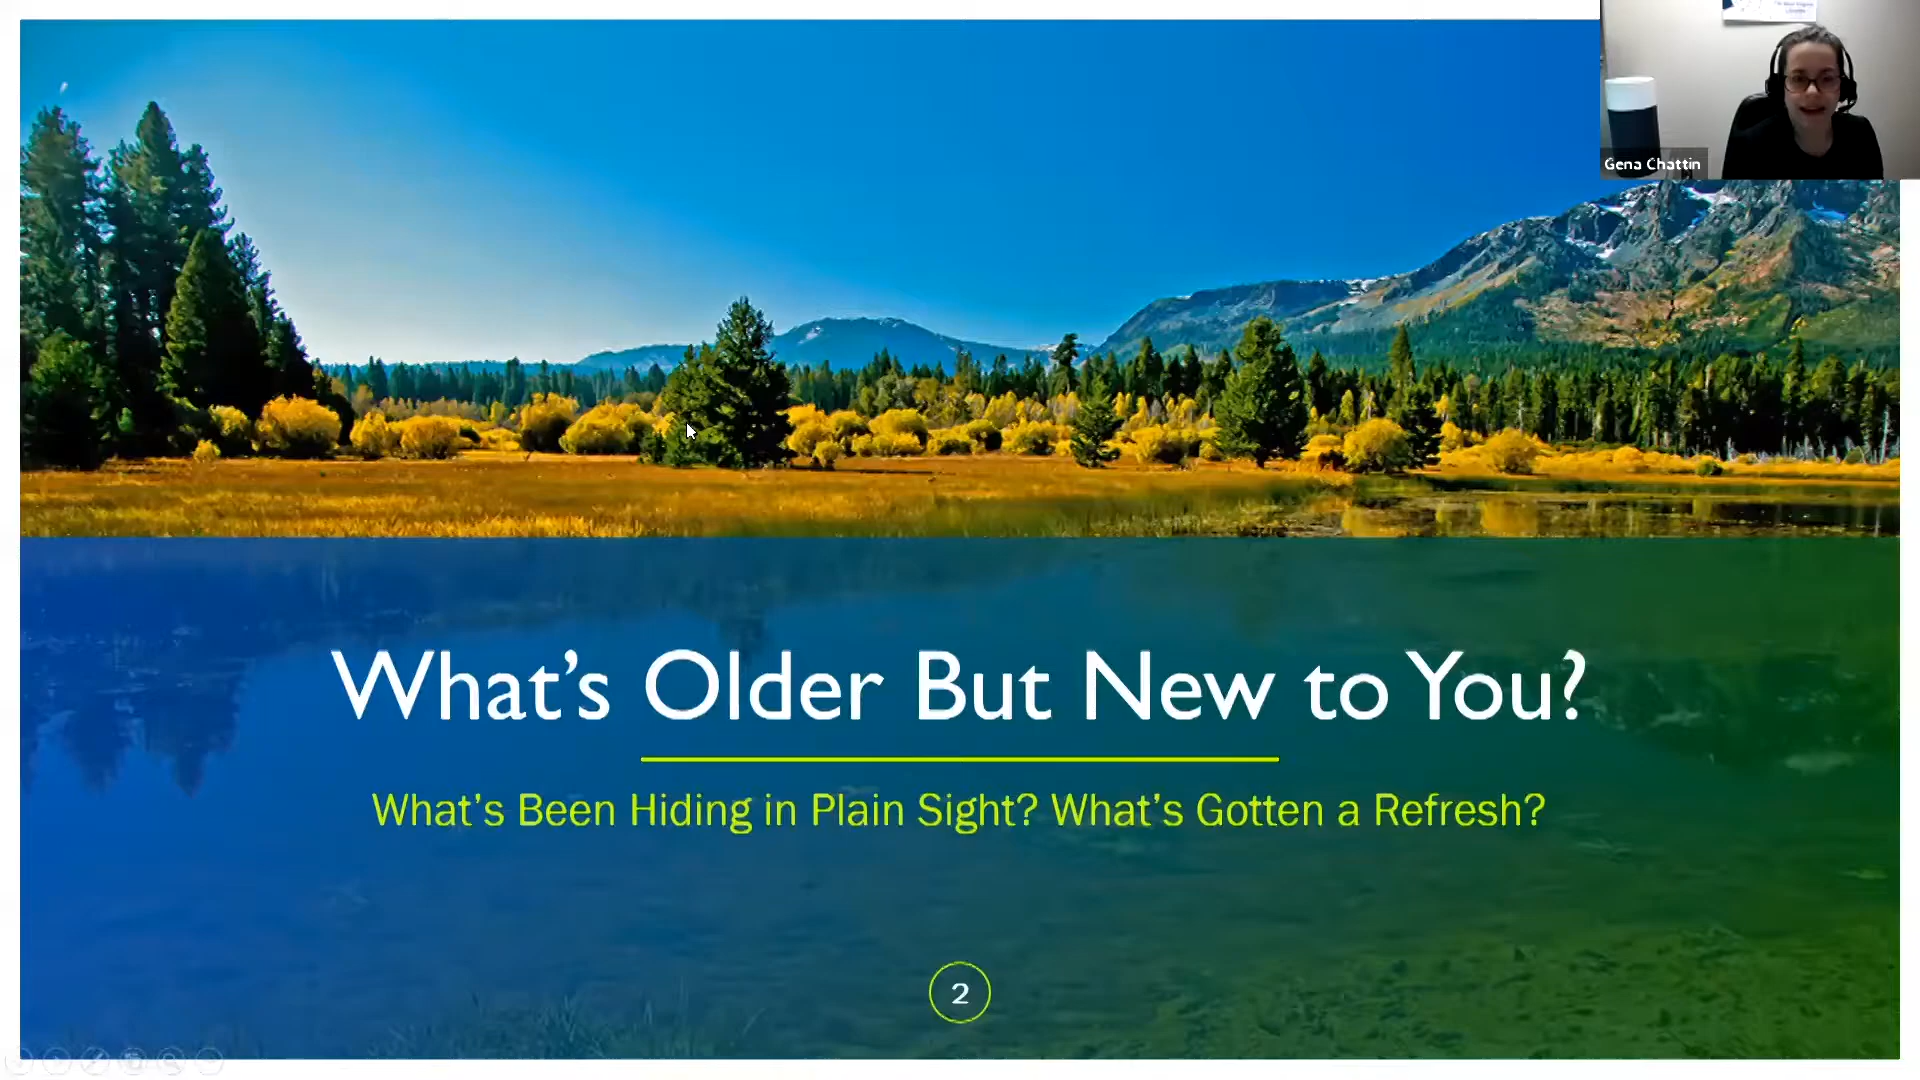 Gena Chattin
What's Older But New to You?
What's Been Hiding in Plain Sight? What's Gotten a Refresh?
2